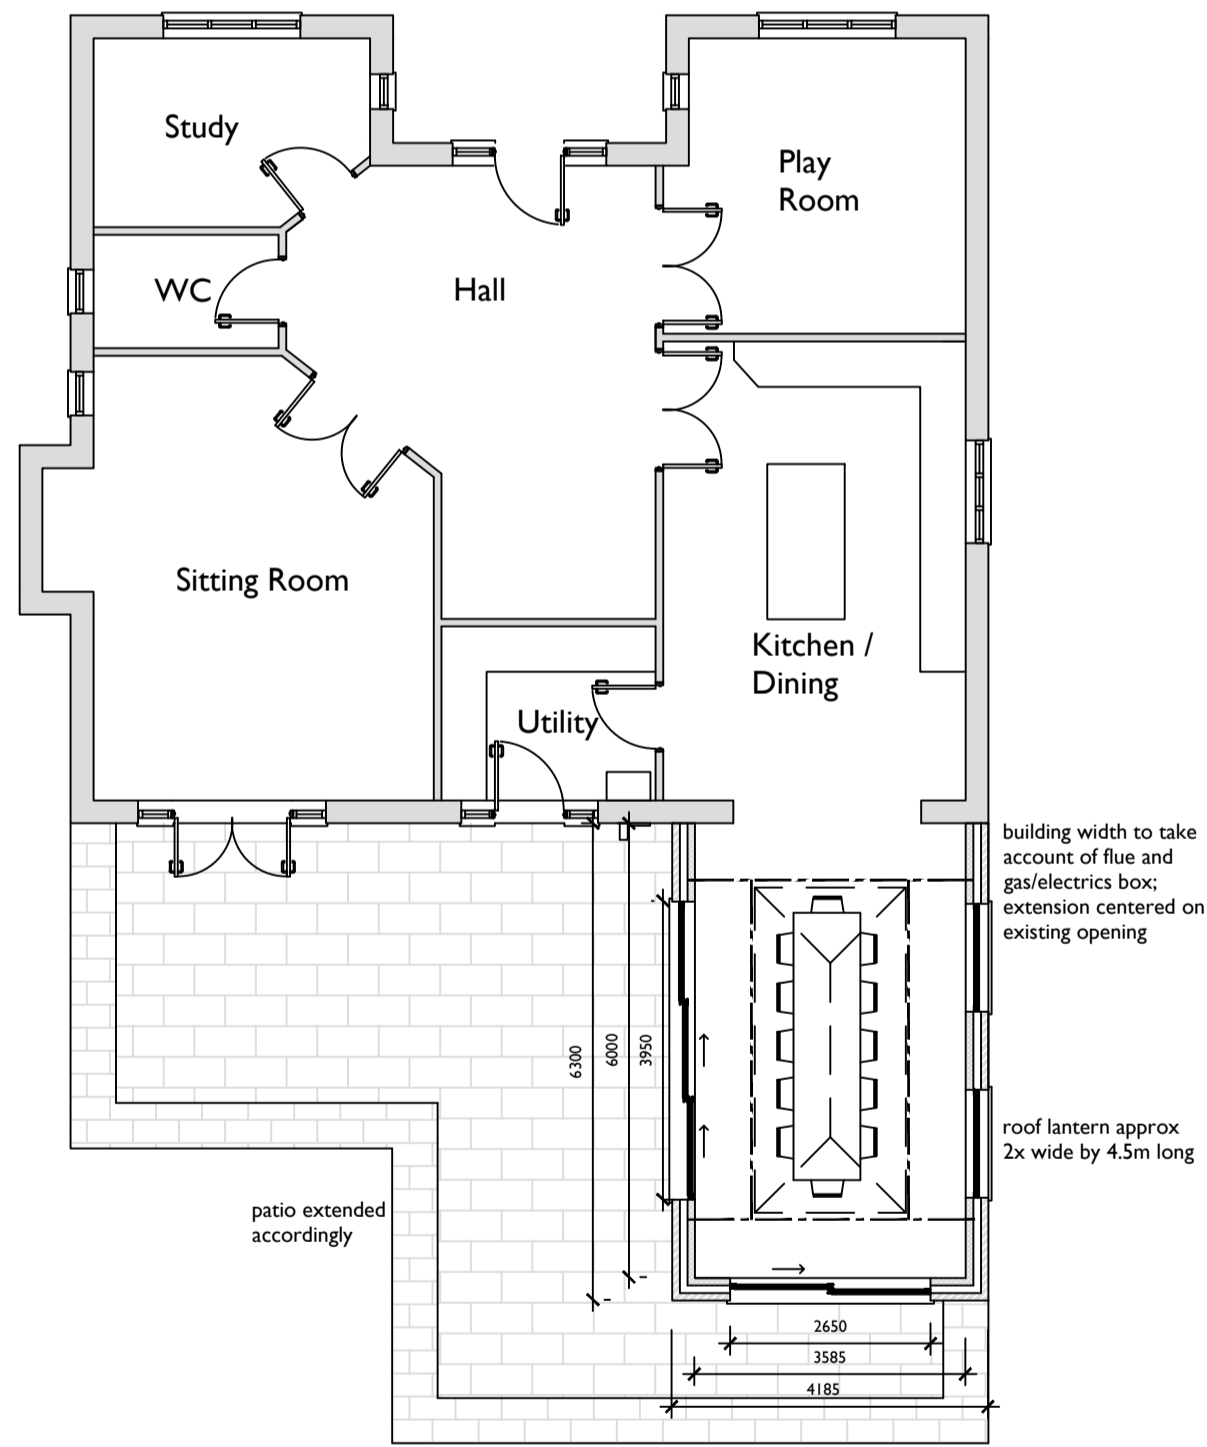 Study
Play
Room
WC
Hall
Sitting Room
Kitchen /
Dining
Utility
building width to take
account of flue and
gas/electrics box;
extension centered on
existing opening
6300
6000
3950
roof lantern approx
2x wide by 4.5m long
patio extended
accordingly
2650
3585
4185